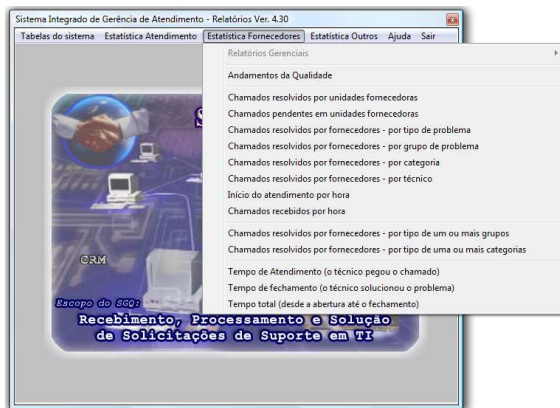 Sistema Integrado de Gerência de Atendimento - Relatórios Ver. 4.30
Tabelas do sistema Estatística Atendimento Estatística Fornecedores Estatística Outros Ajuda Sair
Relatórios Gerenciais
Andamentos da Qualidade
Chamados resolvidos por unidades fornecedoras
Chamados pendentes em unidades fornecedoras
Chamados resolvidos por fornecedores - por tipo de problema
Chamados resolvidos por fornecedores - por grupo de problema
Chamados resolvidos por fornecedores - por categoria
Chamados resolvidos por fornecedores - por técnico
Início do atendimento por hora
Chamados recebidos por hora
Chamados resolvidos por fornecedores - por tipo de um ou mais grupos
Chamados resolvidos por fornecedores - por tipo de uma ou mais categorias
Tempo de Atendimento (o técnico pegou o chamado)
Tempo de fechamento (o técnico solucionou o problema)
Tempo total (desde a abertura até o fechamento)
S
CRM
Escopo do SGQ:
Recebimento, Processamento e Solução
de Solicitações de Suporte em TI